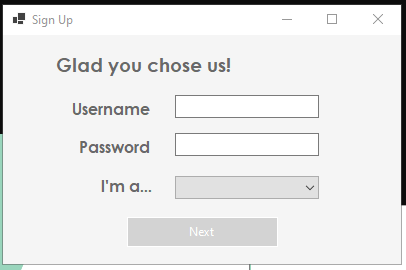 Sign Up
Glad you chose us!
Username
Password
I'm a...
Next